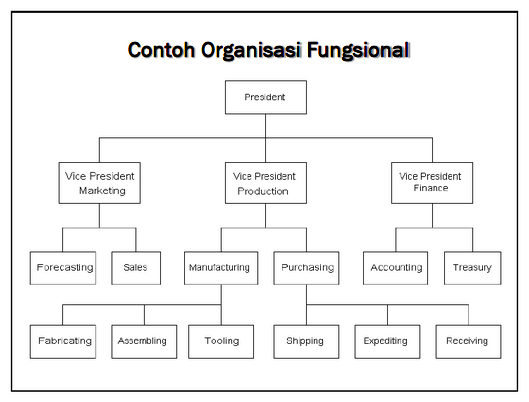 Contoh Organisasi Fungsional
President
Vice President
Marketing
Vice President
Production
Vice President
Finance
Forecasting
Sales
Manufacturing
Purchasing
Accounting
Treasury
Fabricating
Assembling
Tooling
Shipping
Expediting
Receiving